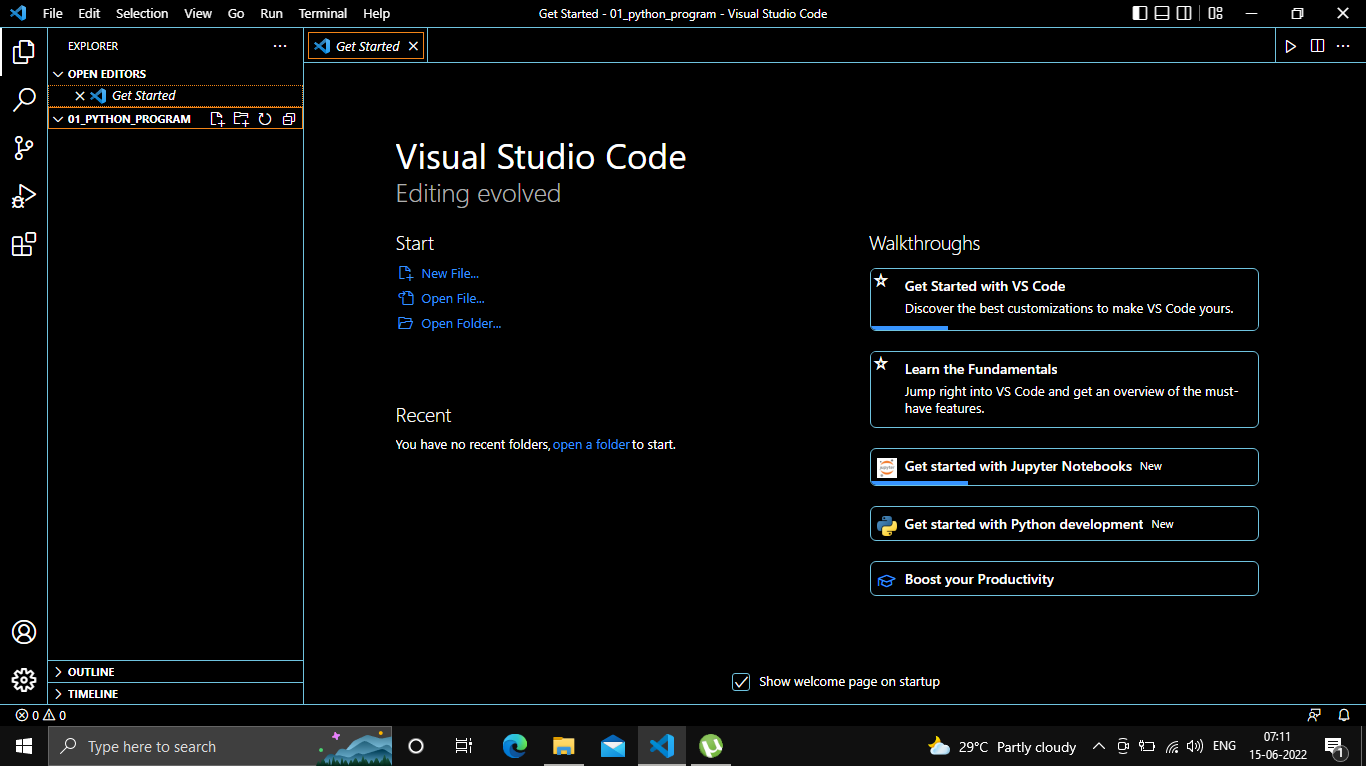 File Edit Selection View Go Run Terminal Help
Get Started - 01_python_program - Visual Studio Code
EXPLORER
OPEN EDITORS
Get Started
01_PYTHON_PROGRAM
OUTLINE
TIMELINE
Get Started
Visual Studio Code
Editing evolved
Start
New File...
Open File...
Open Folder...
Recent
You have no recent folders, open a folder to start.
Walkthroughs
Get Started with VS Code
Discover the best customizations to make VS Code yours.
Learn the Fundamentals
Jump right into VS Code and get an overview of the must-
have features.
Get started with Jupyter Notebooks New
Get started with Python development New
Boost your Productivity
Show welcome page on startup
0 0
Type here to search
29°C Partly cloudy
ENG
07:11
15-06-2022
1